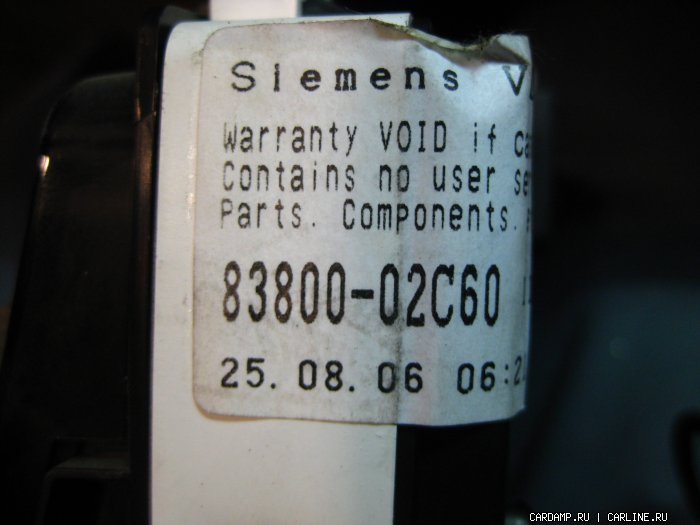 Siemens
Warranty VOID if
Contains no user
Parts. Components.
83800-02C60
25.08.06 06:2
CARDAMP.RU | CARLINE.RU